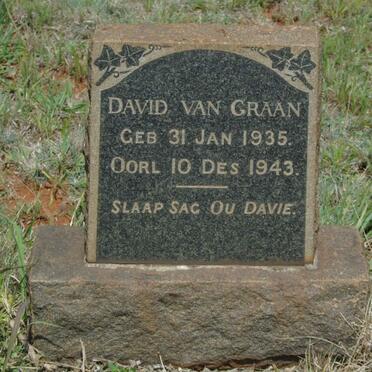 DAVID VAN GRAAN
GEB 31 JAN 1935.
OORL 10 DES 1943.
SLAAP SAG OU DAVIE.